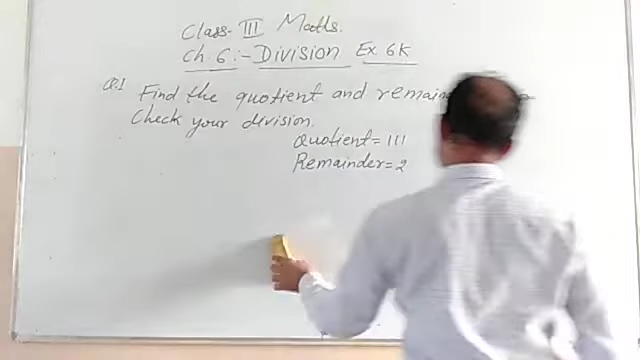 Class- III Maths.
Ch. 6 :- Division Ex 6K
Q.1 Find the quotient and
Check your division.
Quotient = 111
Remainder = 2